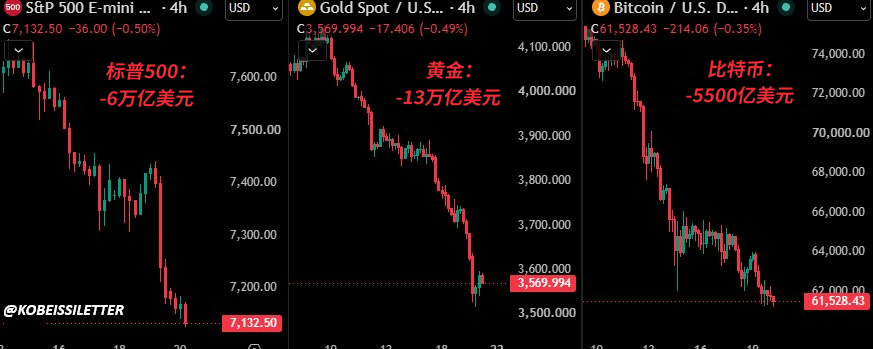 500 S&P 500 E-mini ... · 4h USD
C7,132.50 −36.00 (−0.50%)
标普500：
-6万亿美元
7,600.00
7,500.00
7,400.00
7,300.00
7,200.00
7,132.50
@KOBEISSILETTER
16 18 20
Gold Spot / U.S... · 4h USD
C3,569.994 −17.406 (−0.49%)
黄金：
-13万亿美元
4,100.000
4,000.000
3,900.000
3,800.000
3,700.000
3,600.000
3,569.994
3,500.000
10 12 16 18 22
Bitcoin / U.S. D... · 4h USD
C61,528.43 −214.06 (−0.35%)
比特币：
-5500亿美元
74,000.00
72,000.00
70,000.00
68,000.00
66,000.00
64,000.00
62,000.00
61,528.43
10 13 16 19